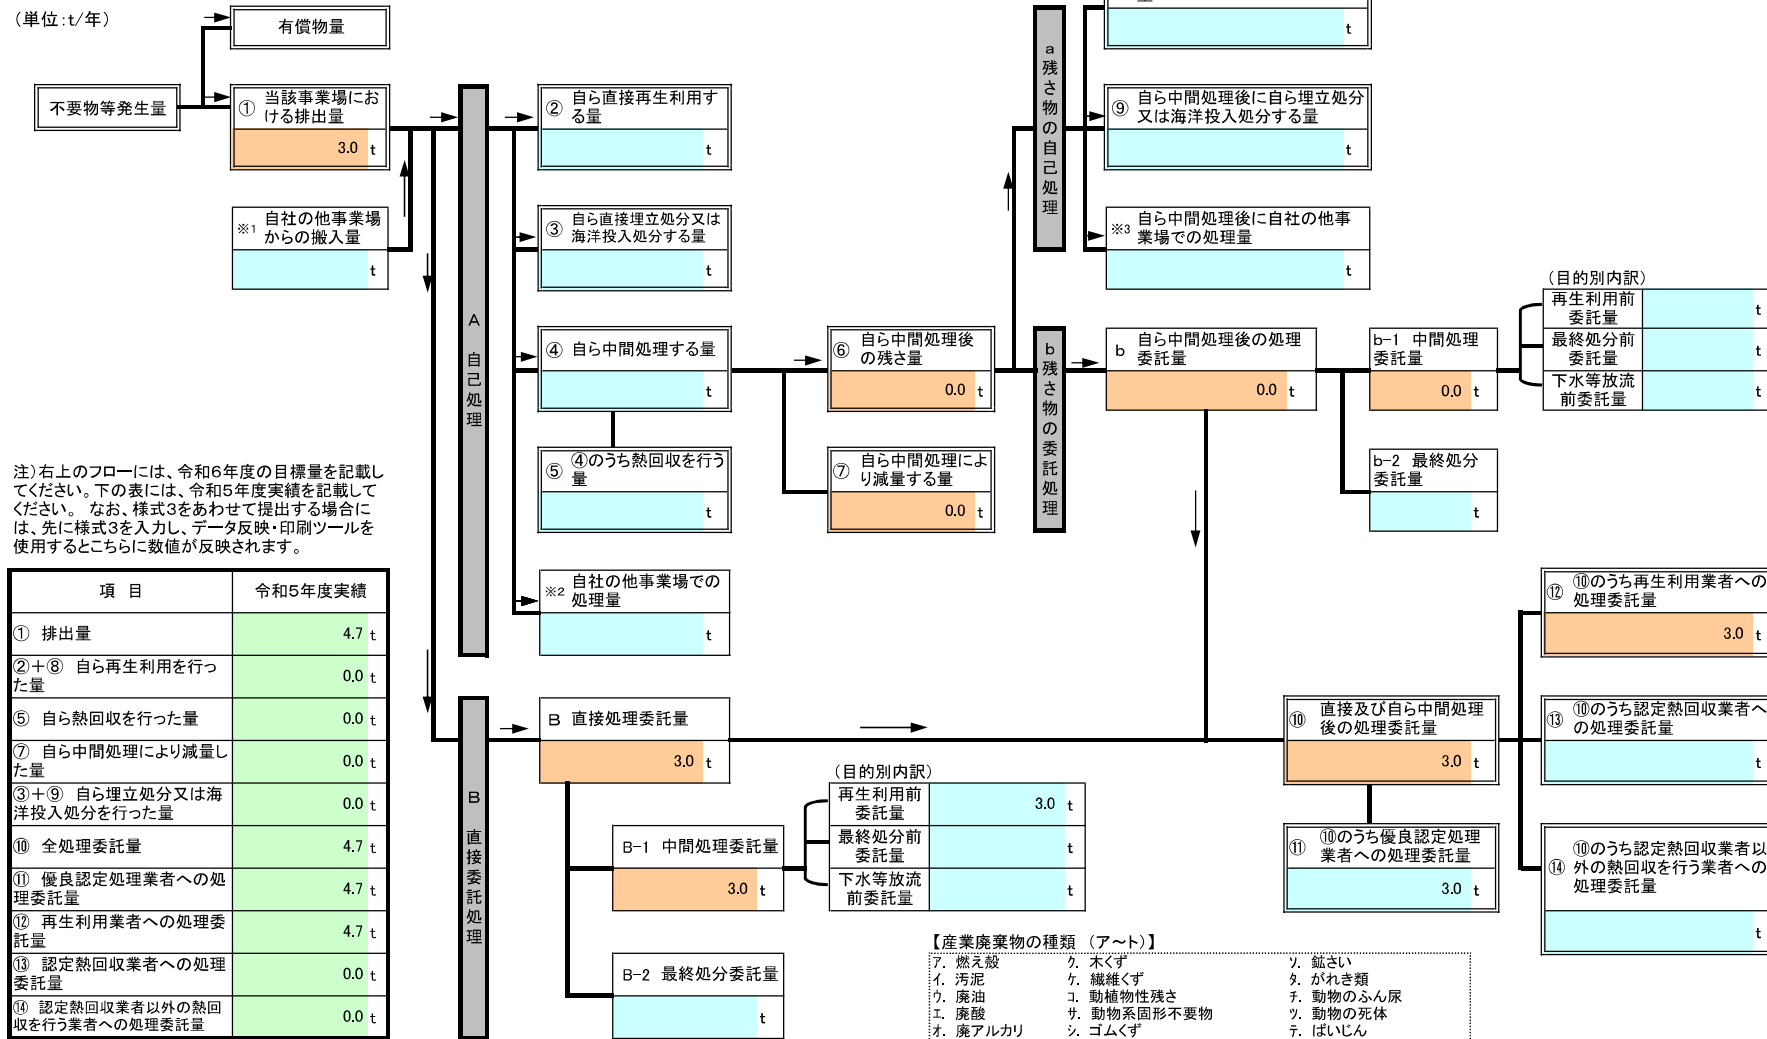 (単位:t/年)
有償物量
不要物等発生量
① 当該事業場にお
ける排出量
3.0 t
※1 自社の他事業場
からの搬入量
t
A 自己処理
② 自ら直接再生利用す
る量
t
③ 自ら直接埋立処分又は
海洋投入処分する量
t
④ 自ら中間処理する量
t
⑤ ④のうち熱回収を行う
量
t
※2 自社の他事業場での
処理量
t
⑥ 自ら中間処理後
の残さ量
0.0 t
⑦ 自ら中間処理によ
り減量する量
0.0 t
a 残さ物の自己処理
t
⑨ 自ら中間処理後に自ら埋立処分
又は海洋投入処分する量
t
※3 自ら中間処理後に自社の他事
業場での処理量
t
b 残さ物の委託処理
b 自ら中間処理後の処理
委託量
0.0 t
b-1 中間処理
委託量
0.0 t
b-2 最終処分
委託量
t
(目的別内訳)
再生利用前
委託量
t
最終処分前
委託量
t
下水等放流
前委託量
t
注)右上のフローには、令和6年度の目標量を記載し
てください。下の表には、令和5年度実績を記載して
ください。 なお、様式3をあわせて提出する場合に
は、先に様式3を入力し、データ反映・印刷ツールを
使用するとこちらに数値が反映されます。
項 目 令和5年度実績
① 排出量 4.7 t
②+⑧ 自ら再生利用を行っ
た量 0.0 t
⑤ 自ら熱回収を行った量 0.0 t
⑦ 自ら中間処理により減量し
た量 0.0 t
③+⑨ 自ら埋立処分又は海
洋投入処分を行った量 0.0 t
⑩ 全処理委託量 4.7 t
⑪ 優良認定処理業者への処
理委託量 4.7 t
⑫ 再生利用業者への処理委
託量 4.7 t
⑬ 認定熱回収業者への処理
委託量 0.0 t
⑭ 認定熱回収業者以外の熱回
収を行う業者への処理委託量 0.0 t
B 直接委託処理
B 直接処理委託量
3.0 t
B-1 中間処理委託量
3.0 t
B-2 最終処分委託量
t
(目的別内訳)
再生利用前
委託量
3.0 t
最終処分前
委託量
t
下水等放流
前委託量
t
⑩ 直接及び自ら中間処理
後の処理委託量
3.0 t
⑪ ⑩のうち優良認定処理
業者への処理委託量
3.0 t
⑫ ⑩のうち再生利用業者への
処理委託量
3.0 t
⑬ ⑩のうち認定熱回収業者へ
の処理委託量
t
⑭ ⑩のうち認定熱回収業者以
外の熱回収を行う業者への
処理委託量
t
【産業廃棄物の種類 (ア~ト)】
ア. 燃え殻 ク. 木くず ソ. 鉱さい
イ. 汚泥 ケ. 繊維くず タ. がれき類
ウ. 廃油 コ. 動植物性残さ チ. 動物のふん尿
エ. 廃酸 サ. 動物系固形不要物 ツ. 動物の死体
オ. 廃アルカリ シ. ゴムくず テ. ばいじん